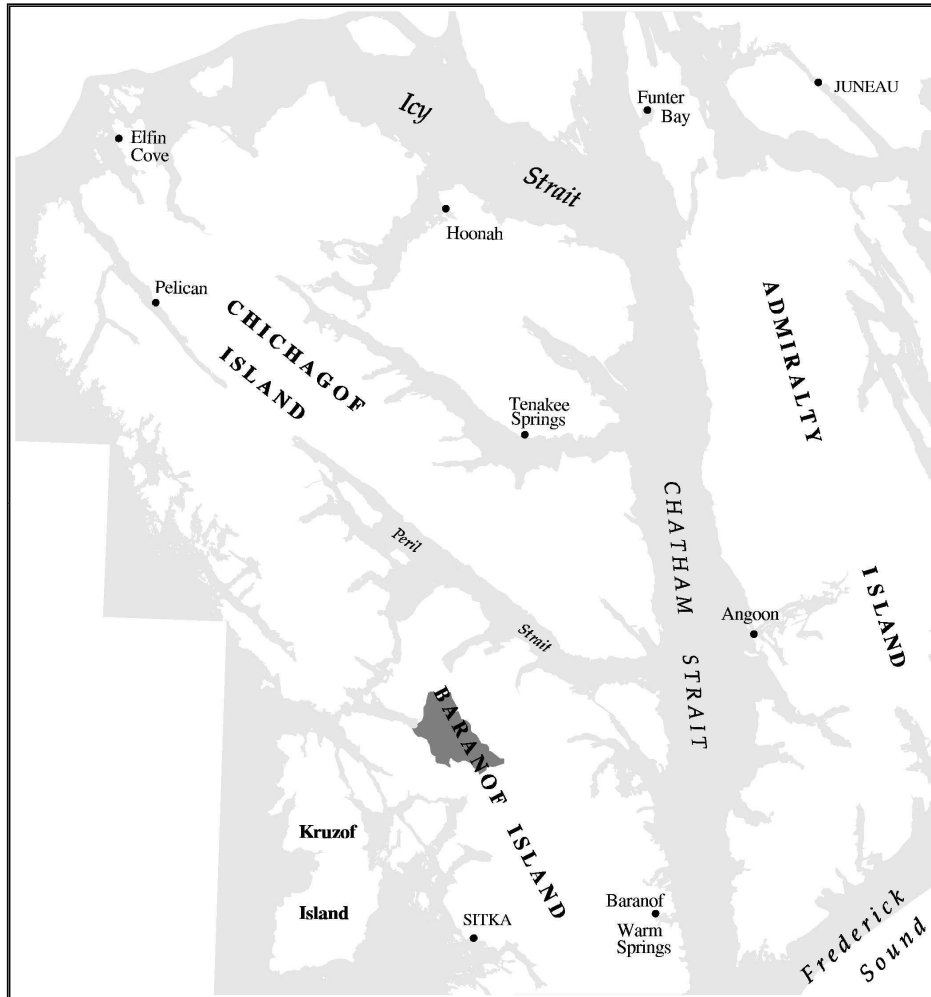 JUNEAU
Funter
Bay
Icy
Strait
Elfin
Cove
Hoonah
Pelican
CHICHAGOF
ISLAND
ADMIRALTY
ISLAND
Tenakee
Springs
Peril
Strait
CHATHAM STRAIT
Angoon
BARANOF ISLAND
Kruzof
Island
SITKA
Baranof
Warm
Springs
Frederick
Sound